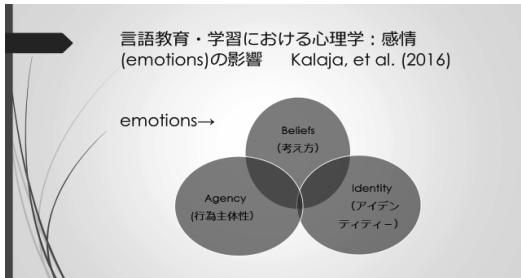 言語教育・学習における心理学：感情
(emotions)の影響 Kalaja, et al. (2016)
emotions→
Beliefs
（考え方）
Agency
(行為主体性）
Identity
（アイデン
ティティ－）